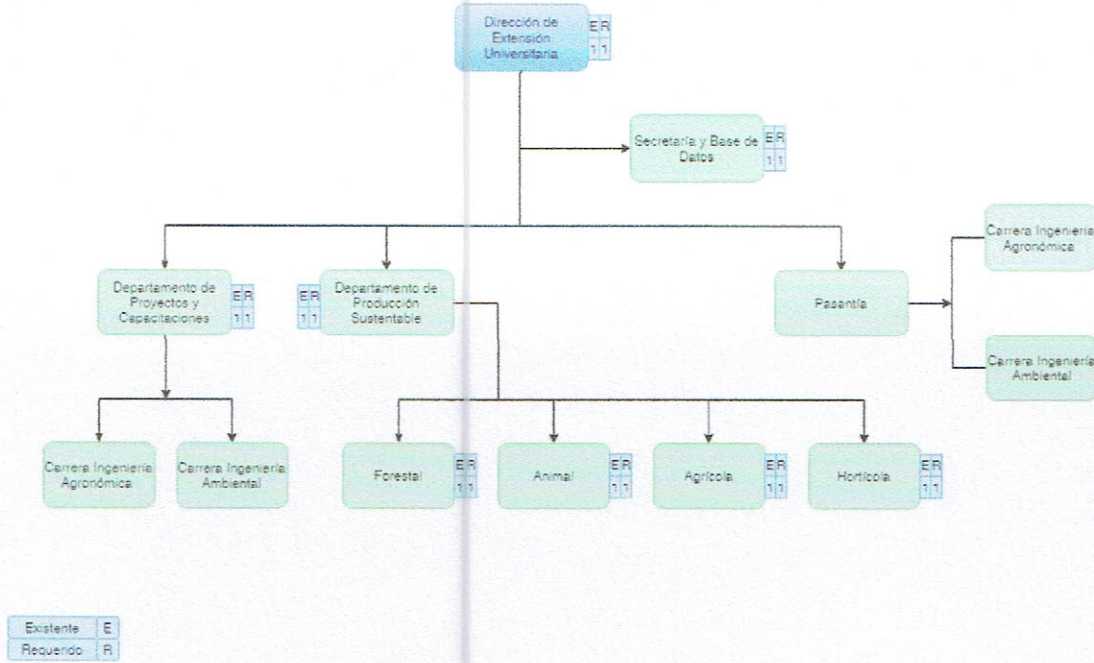 Dirección de
Extensión
Universitaria
E R
1 1
Secretaría y Base de
Datos
E R
1 1
Carrera Ingeniería
Agronómica
Departamento de
Proyectos y
Capacitaciones
E R
1 1
E R
1 1
Departamento de
Producción
Sustentable
Pasantía
Carrera Ingeniería
Ambiental
Carrera Ingeniería
Agronómica
Carrera Ingeniería
Ambiental
Forestal
E R
1 1
Animal
E R
1 1
Agrícola
E R
1 1
Hortícola
E R
1 1
Existente E
Requerido R